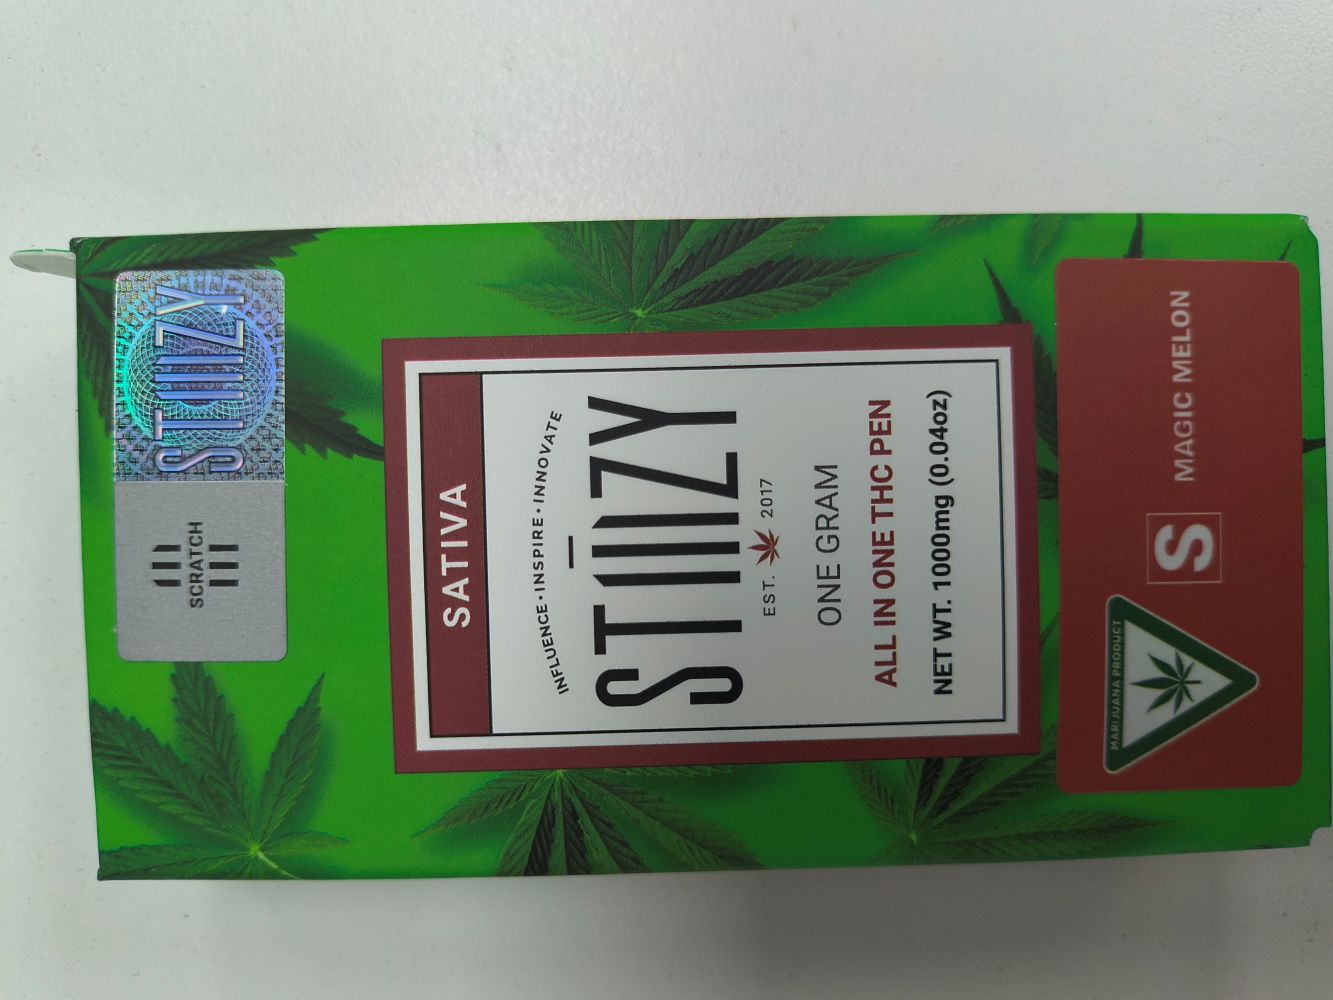 STIIIZY
SCRATCH
SATIVA
INFLUENCE • INSPIRE • INNOVATE
STIIIZY
EST. 2017
ONE GRAM
ALL IN ONE THC PEN
NET WT. 1000mg (0.04oz)
MARIJUANA PRODUCT
S
MAGIC MELON